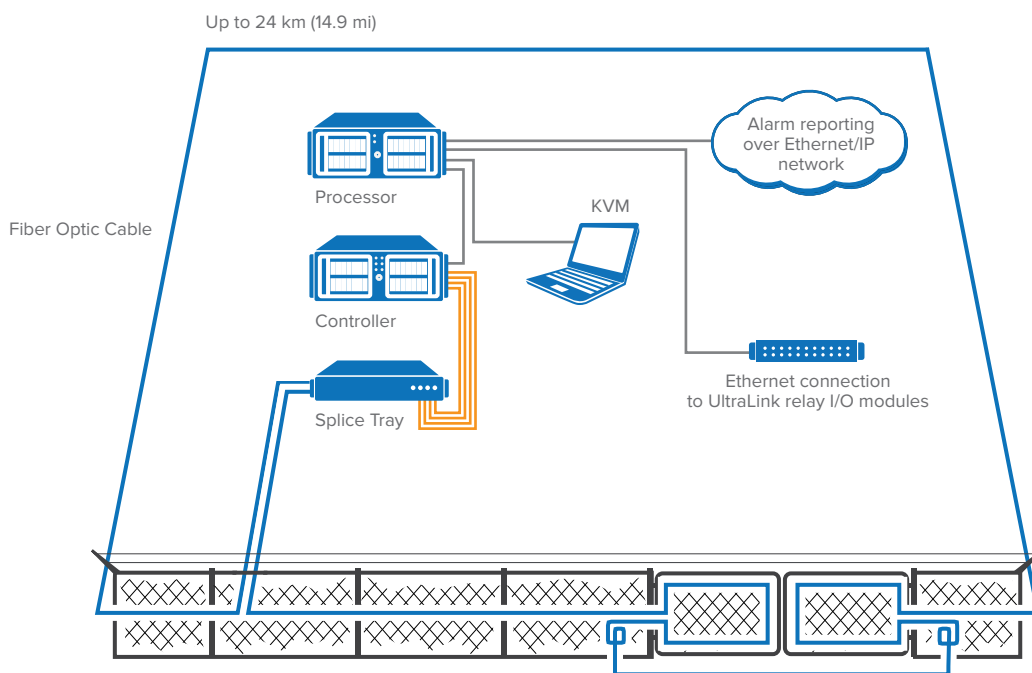 Up to 24 km (14.9 mi)
Alarm reporting
over Ethernet/IP
network
Processor
KVM
Fiber Optic Cable
Controller
Ethernet connection
to UltraLink relay I/O modules
Splice Tray